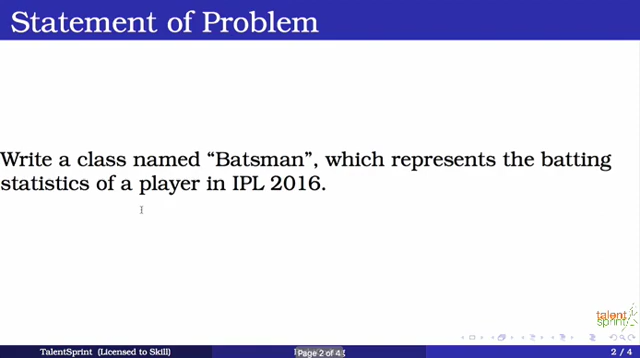 Statement of Problem
Write a class named “Batsman”, which represents the batting
statistics of a player in IPL 2016.
talent
sprint
TalentSprint (Licensed to Skill)
Page 2 of 4
2 / 4